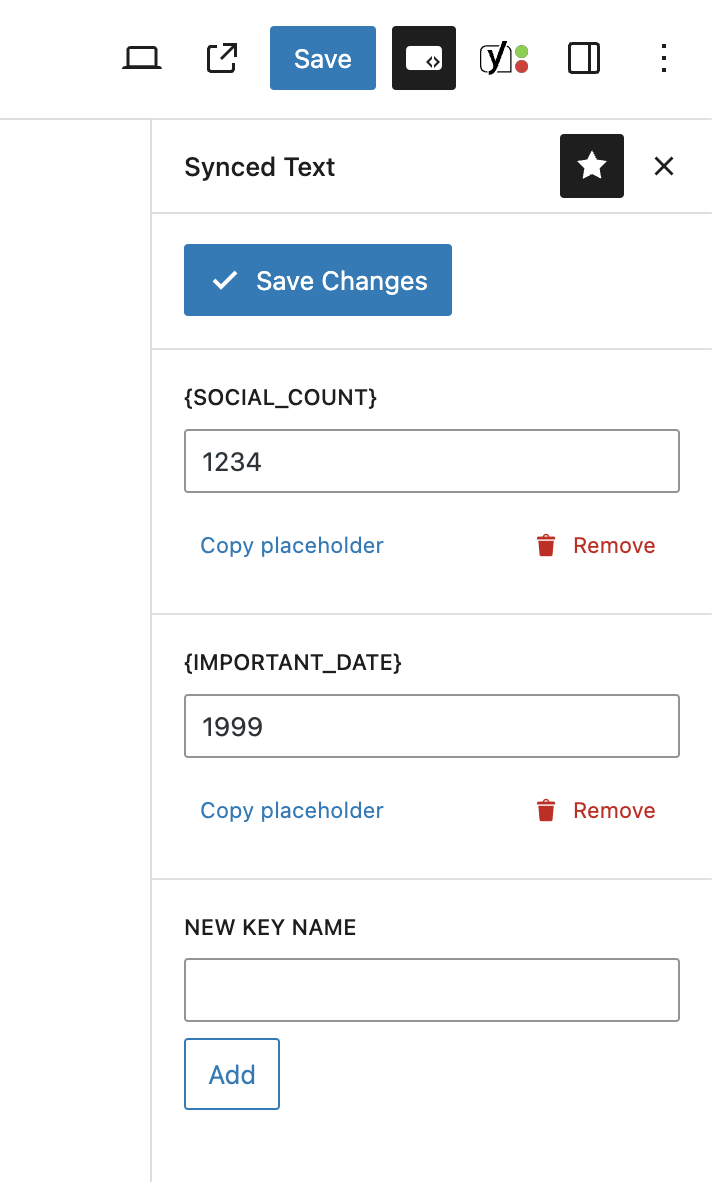 Save
y
Synced Text
Save Changes
{SOCIAL_COUNT}
1234
Copy placeholder
Remove
{IMPORTANT_DATE}
1999
Copy placeholder
Remove
NEW KEY NAME
Add